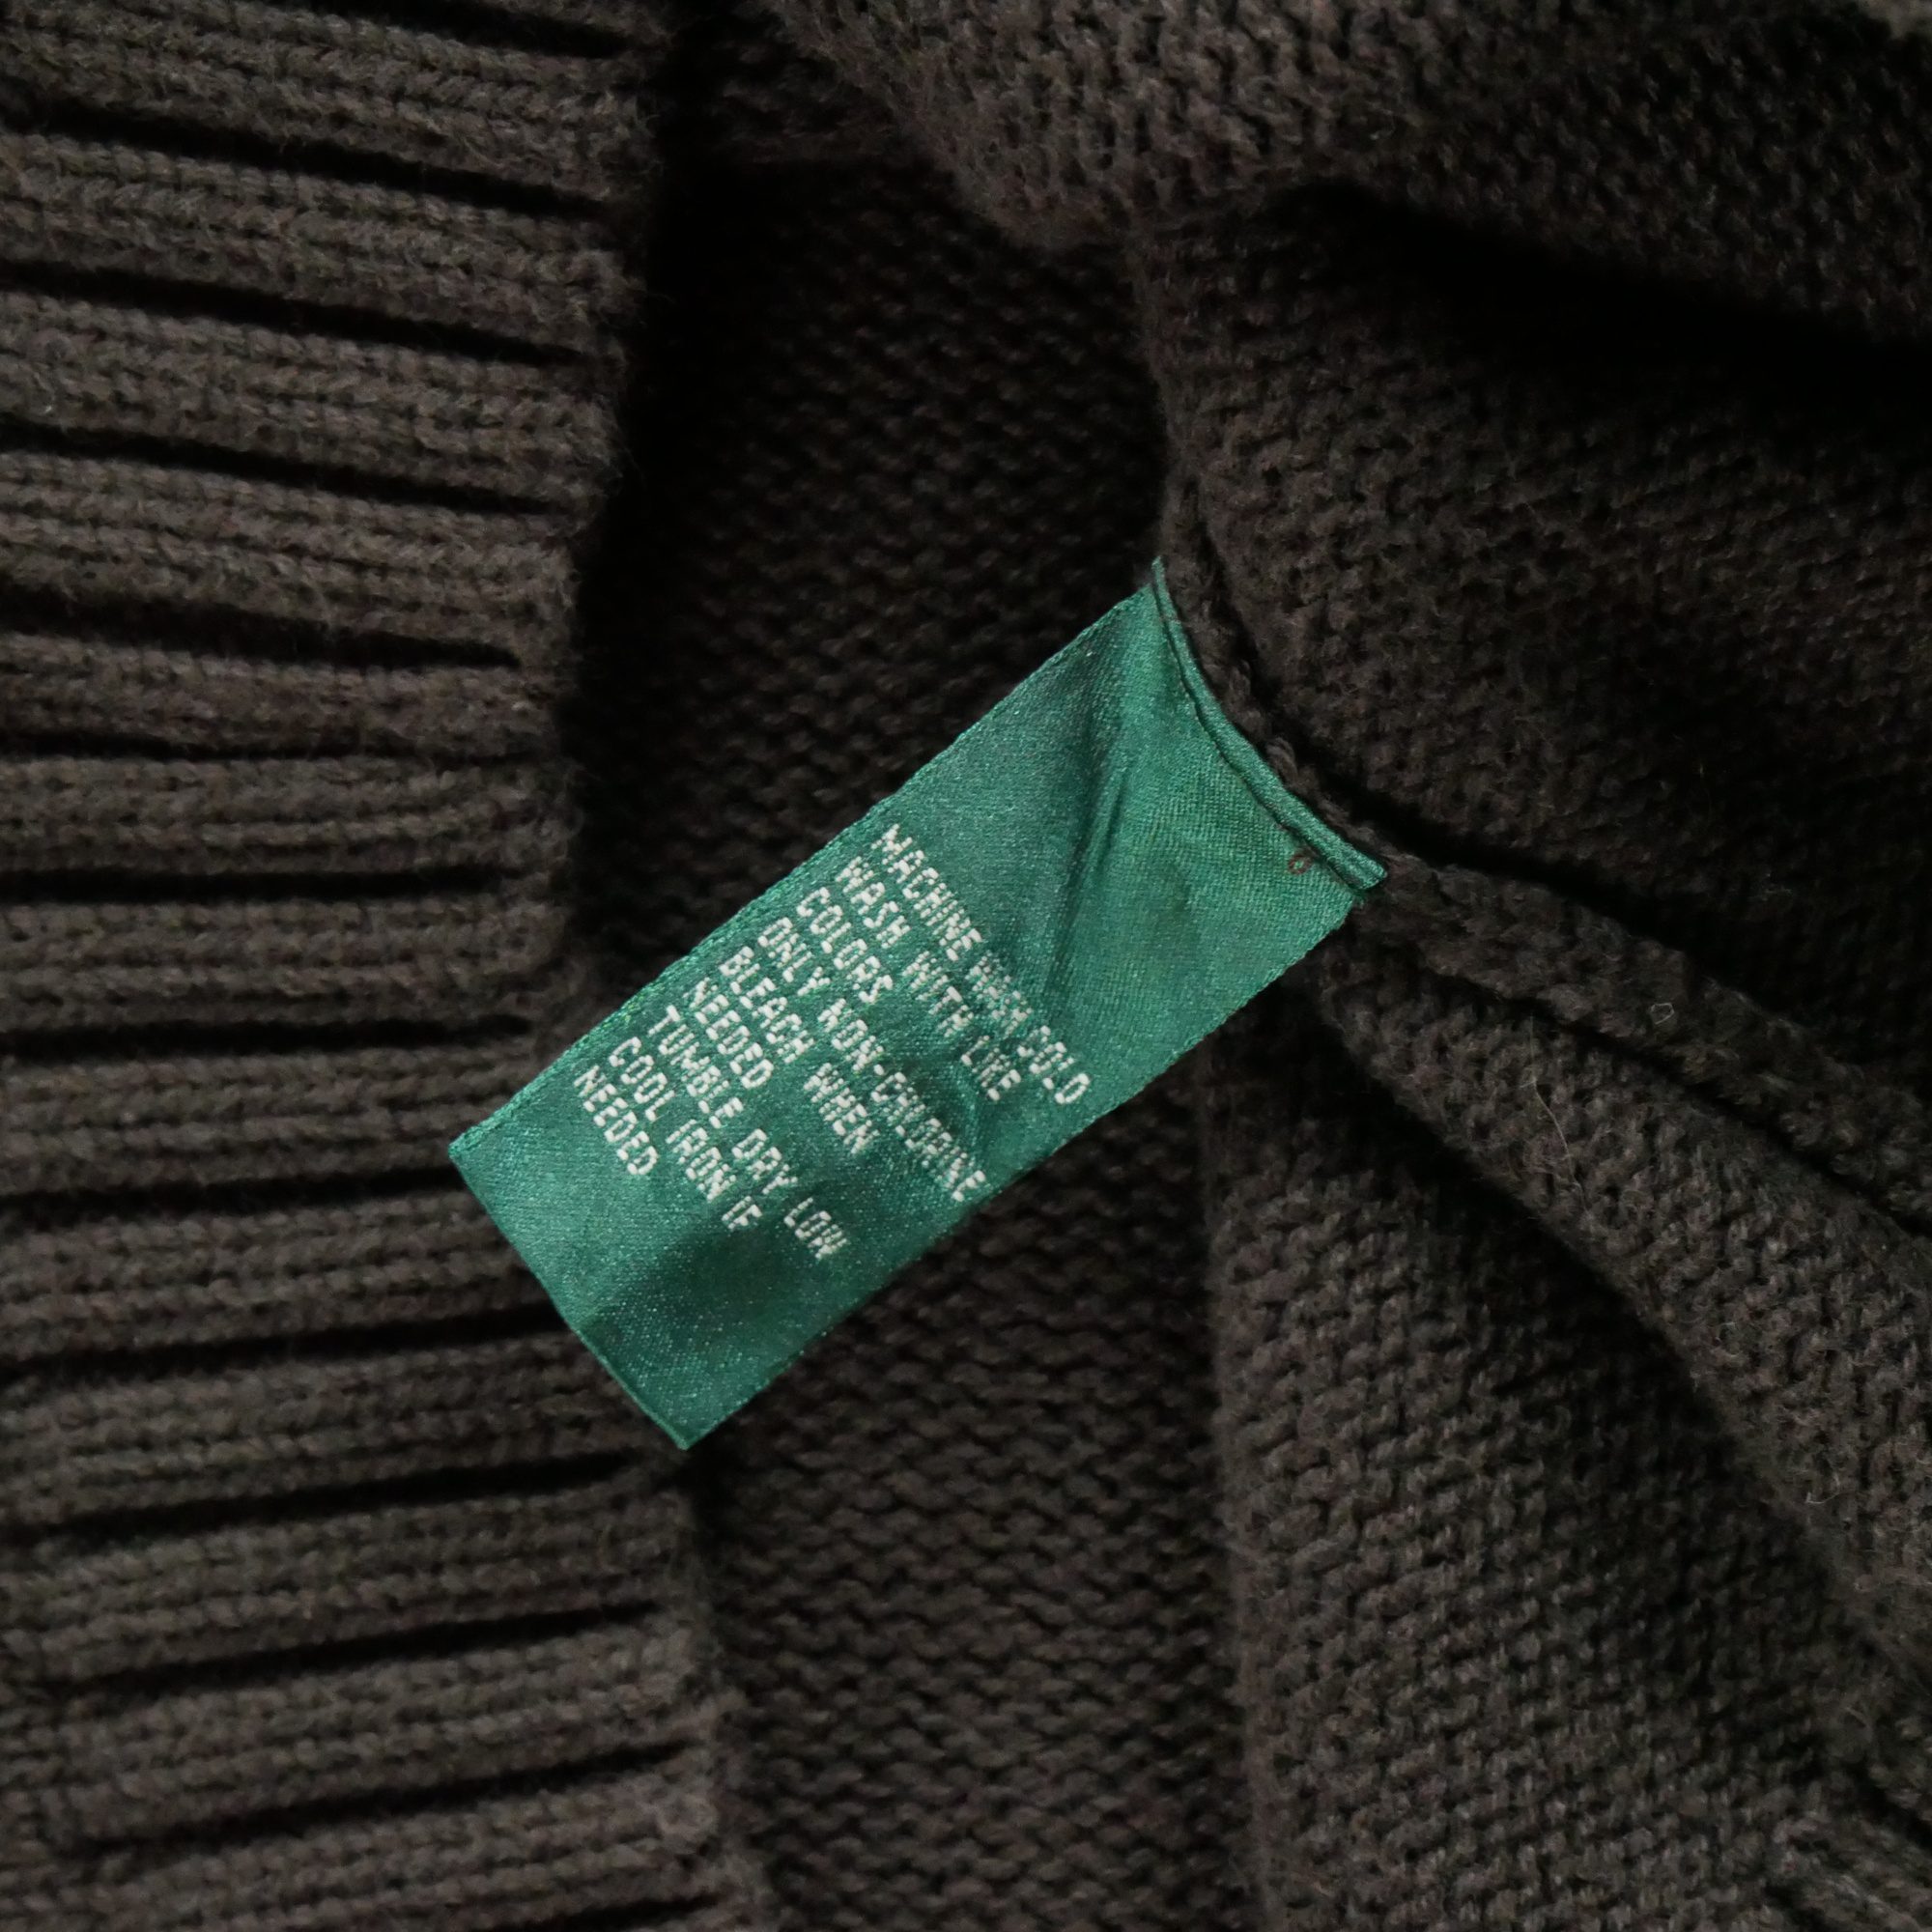 MACHINE WASH COLD
WASH WITH LIKE
COLORS
ONLY NON-CHLORINE
BLEACH WHEN
NEEDED
TUMBLE DRY LOW
COOL IRON IF
NEEDED